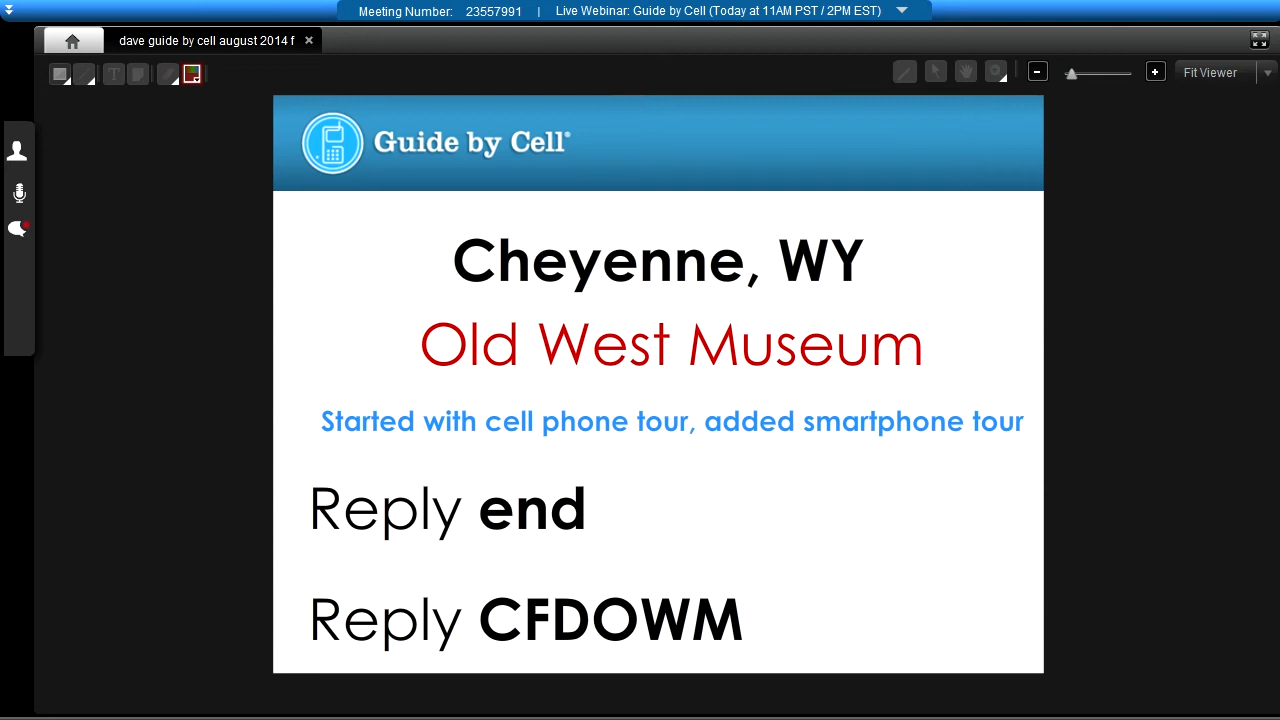 Meeting Number: 23557991 | Live Webinar: Guide by Cell (Today at 11AM PST / 2PM EST)
dave guide by cell august 2014 f ×
T
Fit Viewer
Guide by Cell®
Cheyenne, WY
Old West Museum
Started with cell phone tour, added smartphone tour
Reply end
Reply CFDOWM